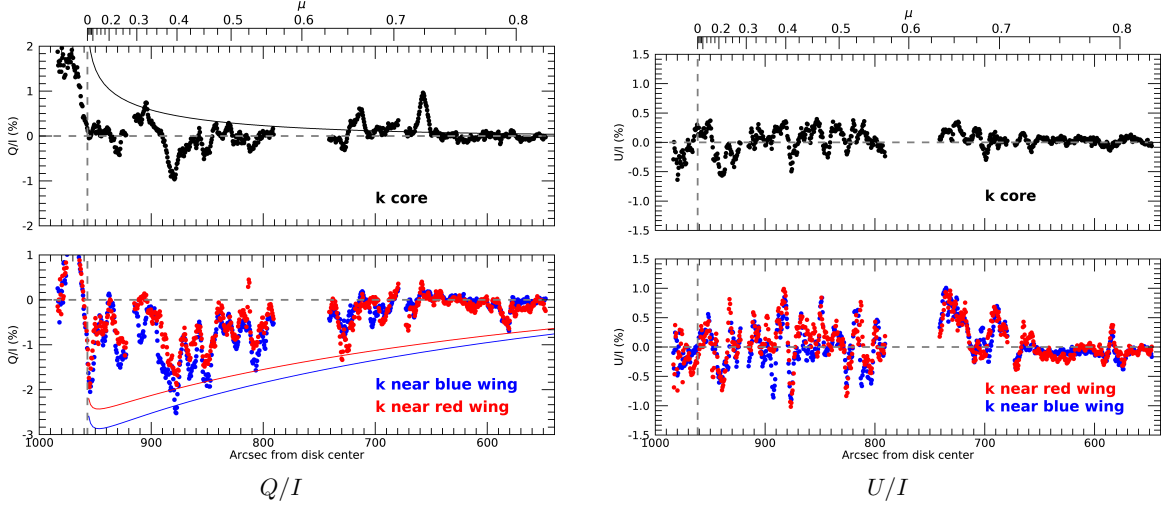 μ
0 0.2 0.3 0.4 0.5 0.6 0.7 0.8
2
1
0
-1
-2
Q/I (%)
k core
1
0
-1
-2
-3
Q/I (%)
k near blue wing
k near red wing
1000 900 800 700 600
Arcsec from disk center
Q/I
μ
0 0.2 0.3 0.4 0.5 0.6 0.7 0.8
1.5
1.0
0.5
0.0
-0.5
-1.0
-1.5
U/I (%)
k core
1.5
1.0
0.5
0.0
-0.5
-1.0
-1.5
U/I (%)
k near red wing
k near blue wing
1000 900 800 700 600
Arcsec from disk center
U/I